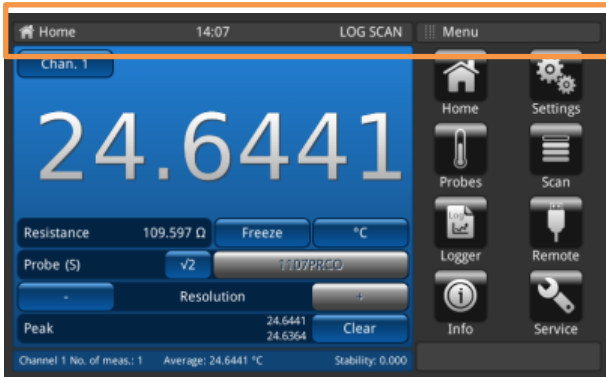 Home 14:07 LOG SCAN Menu
Chan. 1
24.6441
Home Settings
Probes Scan
Resistance 109.597 Ω Freeze °C
Log
Logger Remote
Probe (S) √2 1107PRCO
- Resolution +
Peak 24.6441
24.6364 Clear
Info Service
Channel 1 No. of meas.: 1 Average: 24.6441 °C Stability: 0.000